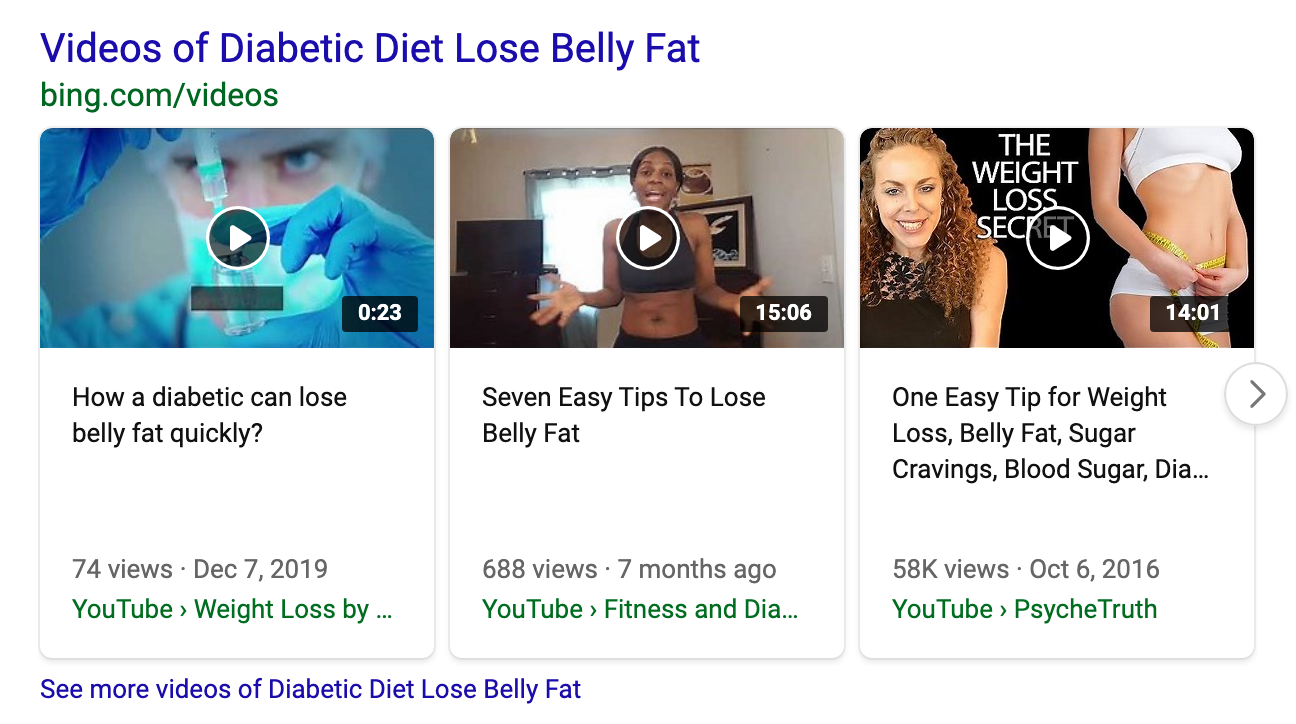 Videos of Diabetic Diet Lose Belly Fat
bing.com/videos
0:23
How a diabetic can lose
belly fat quickly?
74 views · Dec 7, 2019
YouTube › Weight Loss by ...
15:06
Seven Easy Tips To Lose
Belly Fat
688 views · 7 months ago
YouTube › Fitness and Dia...
THE
WEIGHT
LOSS
SECRET
14:01
One Easy Tip for Weight
Loss, Belly Fat, Sugar
Cravings, Blood Sugar, Dia...
58K views · Oct 6, 2016
YouTube › PsycheTruth
See more videos of Diabetic Diet Lose Belly Fat